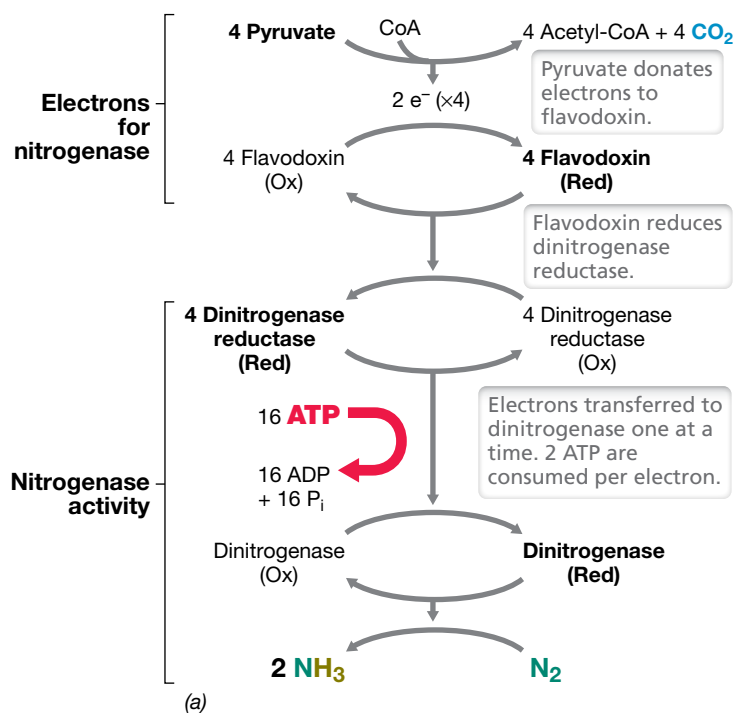 4 Pyruvate
CoA
4 Acetyl-CoA + 4 CO₂
Pyruvate donates
electrons to
flavodoxin.
Electrons
for
nitrogenase
2 e⁻ (×4)
4 Flavodoxin
(Ox)
4 Flavodoxin
(Red)
Flavodoxin reduces
dinitrogenase
reductase.
4 Dinitrogenase
reductase
(Red)
4 Dinitrogenase
reductase
(Ox)
16 ATP
Electrons transferred to
dinitrogenase one at a
time. 2 ATP are
consumed per electron.
Nitrogenase
activity
16 ADP
+ 16 Pᵢ
Dinitrogenase
(Ox)
Dinitrogenase
(Red)
2 NH₃
N₂
(a)